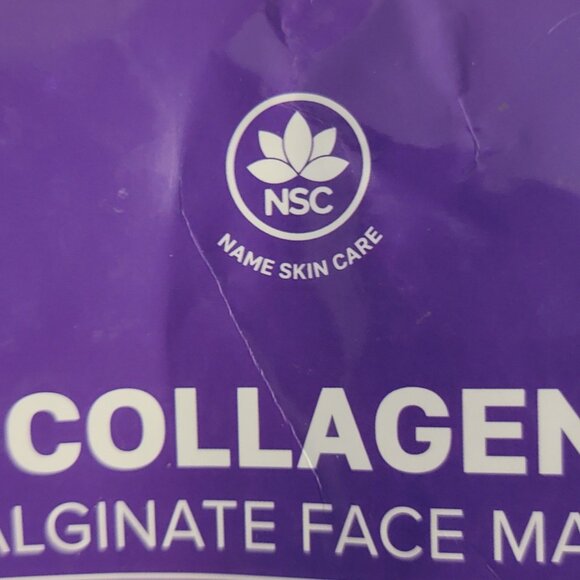 NSC
NAME SKIN CARE
COLLAGEN
ALGINATE FACE MA